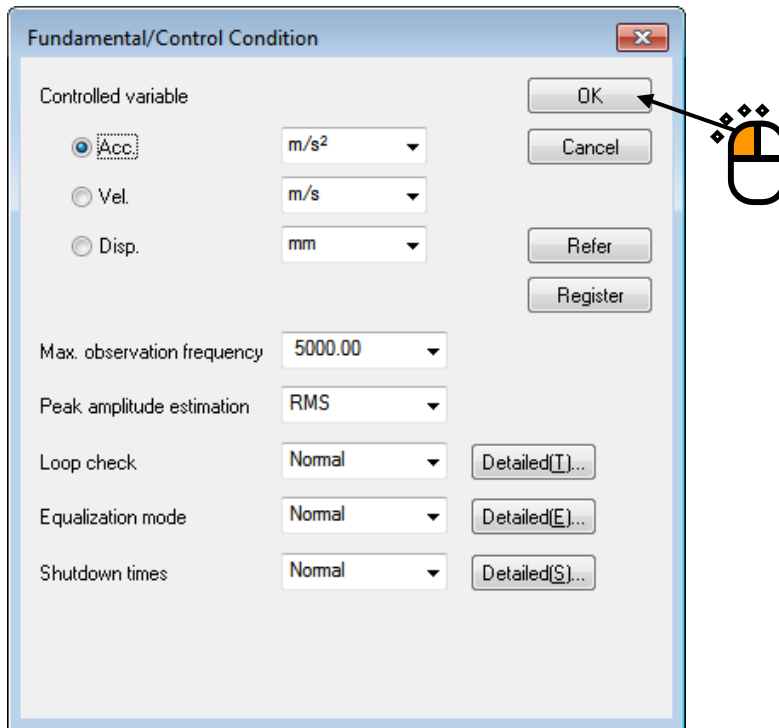 Fundamental/Control Condition
Controlled variable
OK
Acc. m/s²
Cancel
Vel. m/s
Disp. mm
Refer
Register
Max. observation frequency 5000.00
Peak amplitude estimation RMS
Loop check Normal Detailed(T)...
Equalization mode Normal Detailed(E)...
Shutdown times Normal Detailed(S)...